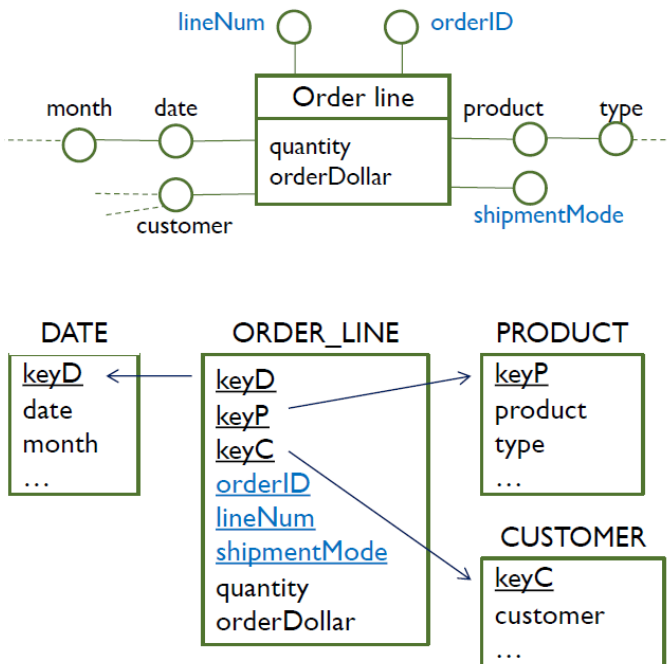 lineNum orderID
Order line
month date product type
quantity
orderDollar
customer shipmentMode
DATE
keyD
date
month
...
ORDER_LINE
keyD
keyP
keyC
orderID
lineNum
shipmentMode
quantity
orderDollar
PRODUCT
keyP
product
type
...
CUSTOMER
keyC
customer
...